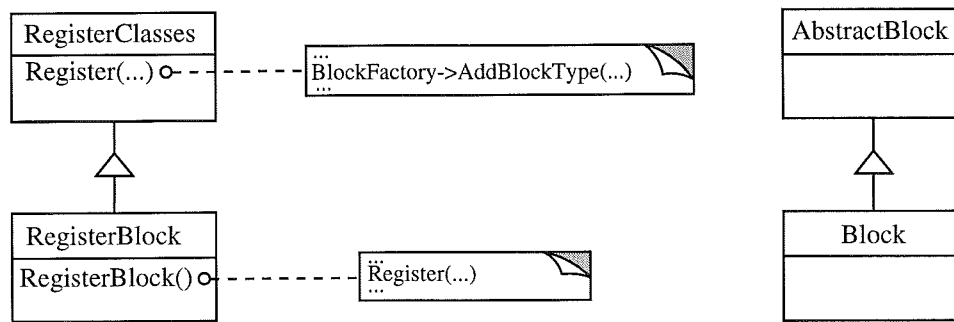 RegisterClasses
Register(...)
...
BlockFactory->AddBlockType(...)
...
AbstractBlock
RegisterBlock
RegisterBlock()
...
Register(...)
...
Block